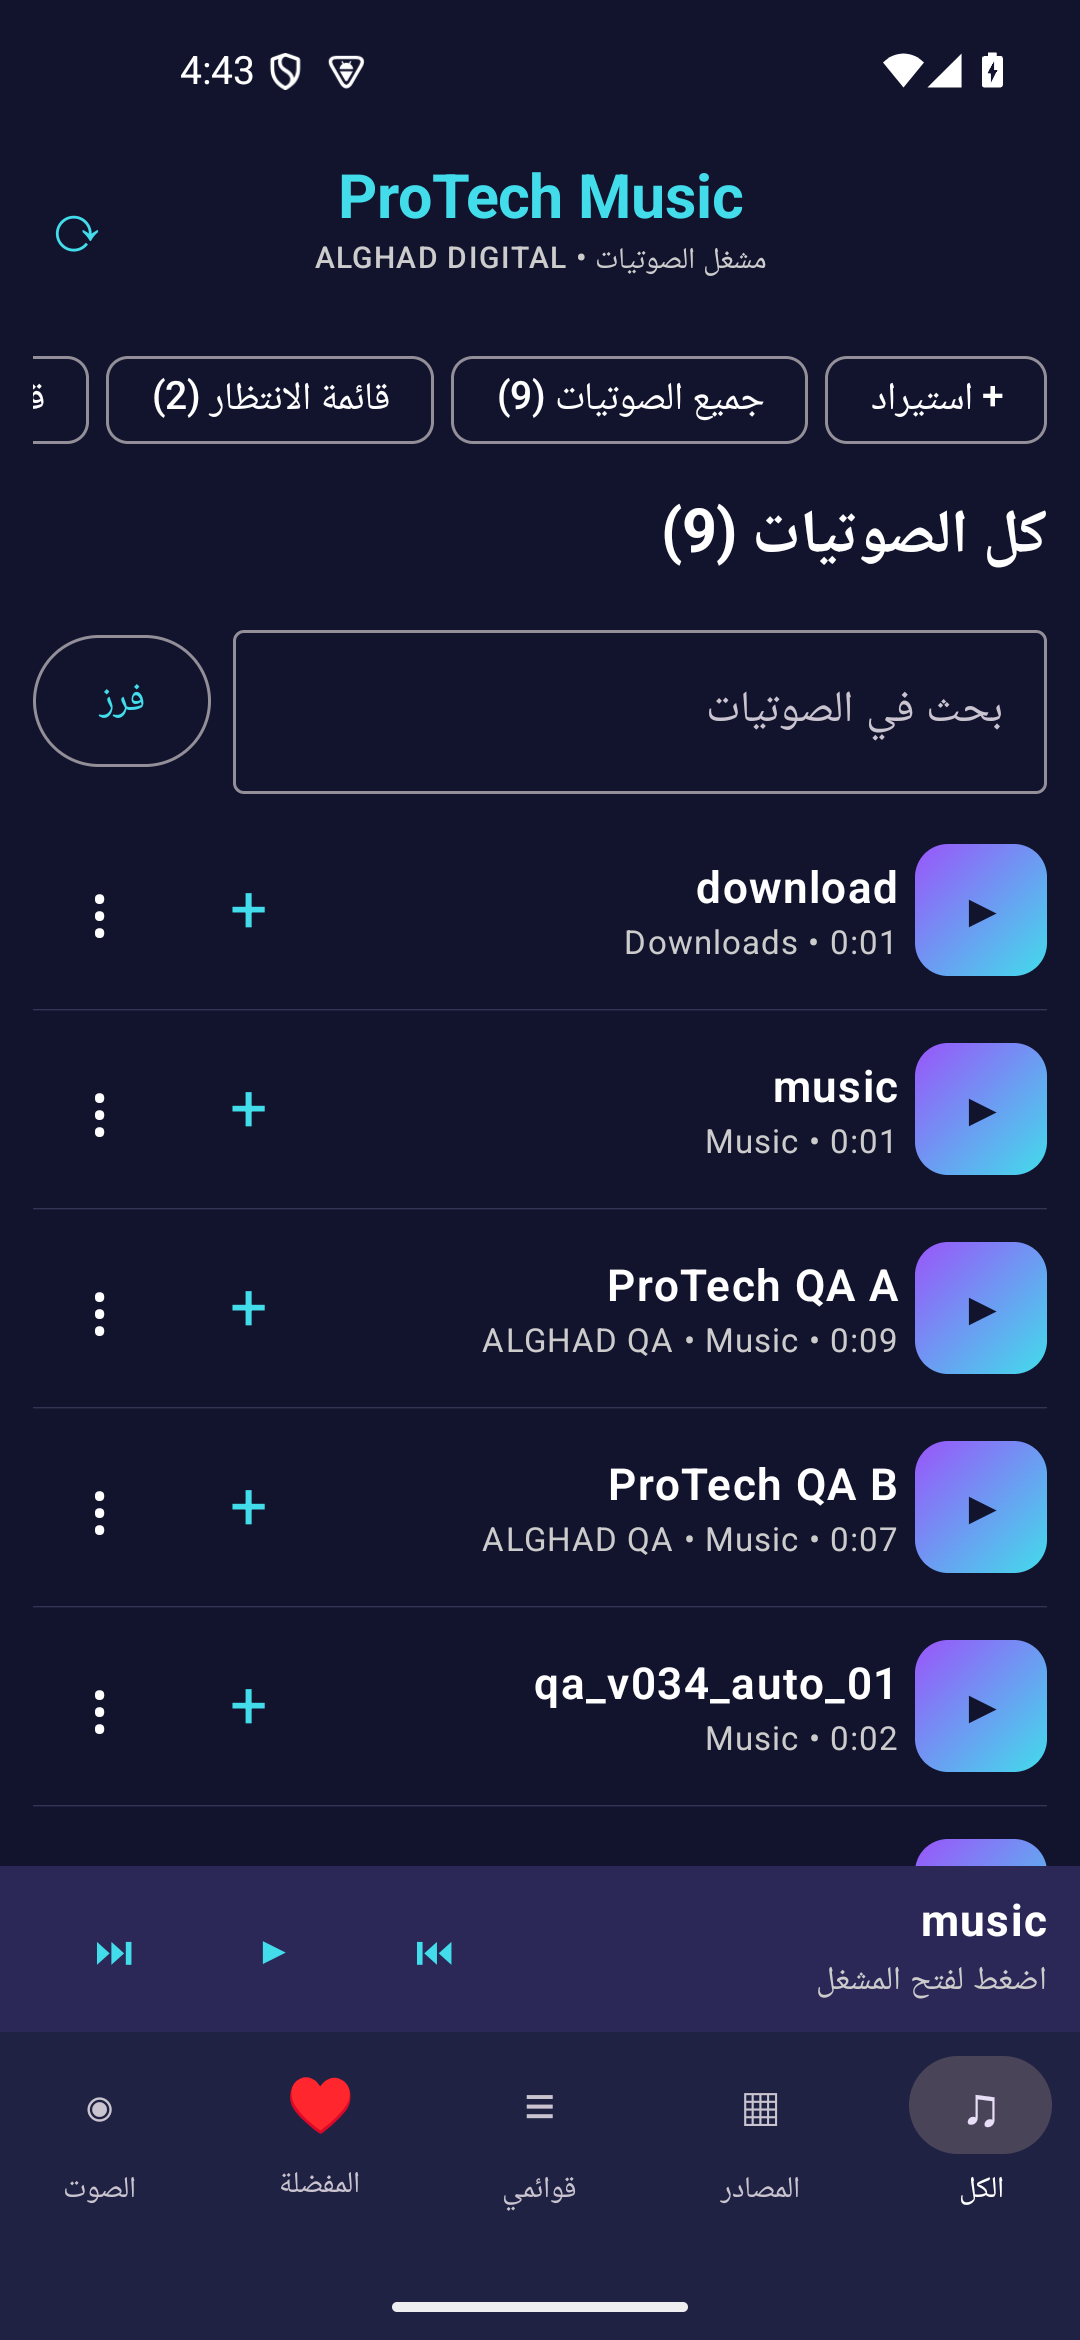 4:43
ProTech Music
ALGHAD DIGITAL • مشغل الصوتيات
+ استيراد
جميع الصوتيات (9)
قائمة الانتظار (2)
كل الصوتيات (9)
بحث في الصوتيات
فرز
download
Downloads • 0:01
music
Music • 0:01
ProTech QA A
ALGHAD QA • Music • 0:09
ProTech QA B
ALGHAD QA • Music • 0:07
qa_v034_auto_01
Music • 0:02
music
اضغط لفتح المشغل
الكل
المصادر
قوائمي
المفضلة
الصوت